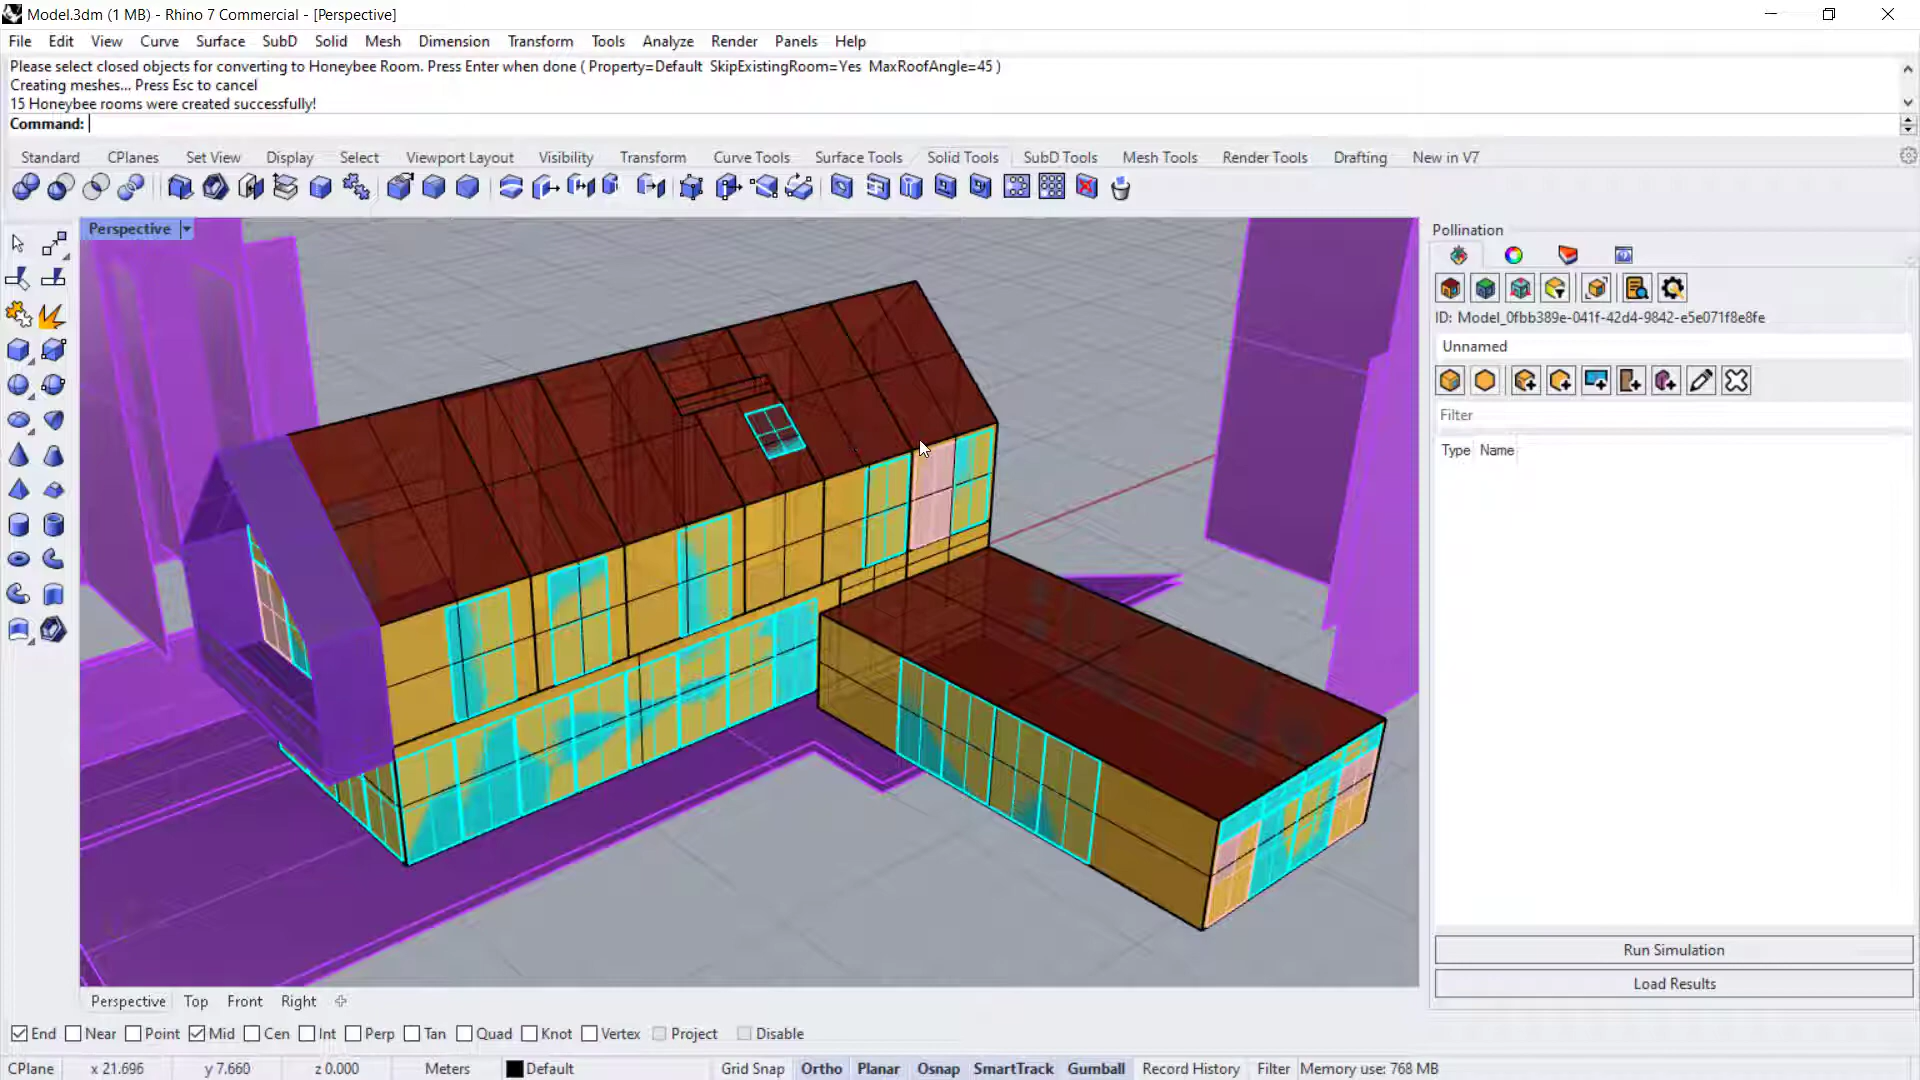 Model.3dm (1 MB) - Rhino 7 Commercial - [Perspective]
File Edit View Curve Surface SubD Solid Mesh Dimension Transform Tools Analyze Render Panels Help
Please select closed objects for converting to Honeybee Room. Press Enter when done ( Property=Default SkipExistingRoom=Yes MaxRoofAngle=45 )
Creating meshes... Press Esc to cancel
15 Honeybee rooms were created successfully!
Command:
Standard CPlanes Set View Display Select Viewport Layout Visibility Transform Curve Tools Surface Tools Solid Tools SubD Tools Mesh Tools Render Tools Drafting New in V7
Perspective
Pollination
ID: Model_0fbb389e-041f-42d4-9842-e5e071f8e8fe
Unnamed
Filter
Type Name
Run Simulation
Load Results
Perspective Top Front Right
End Near Point Mid Cen Int Perp Tan Quad Knot Vertex Project Disable
CPlane x 21.696 y 7.660 z 0.000 Meters Default Grid Snap Ortho Planar Osnap SmartTrack Gumball Record History Filter Memory use: 768 MB